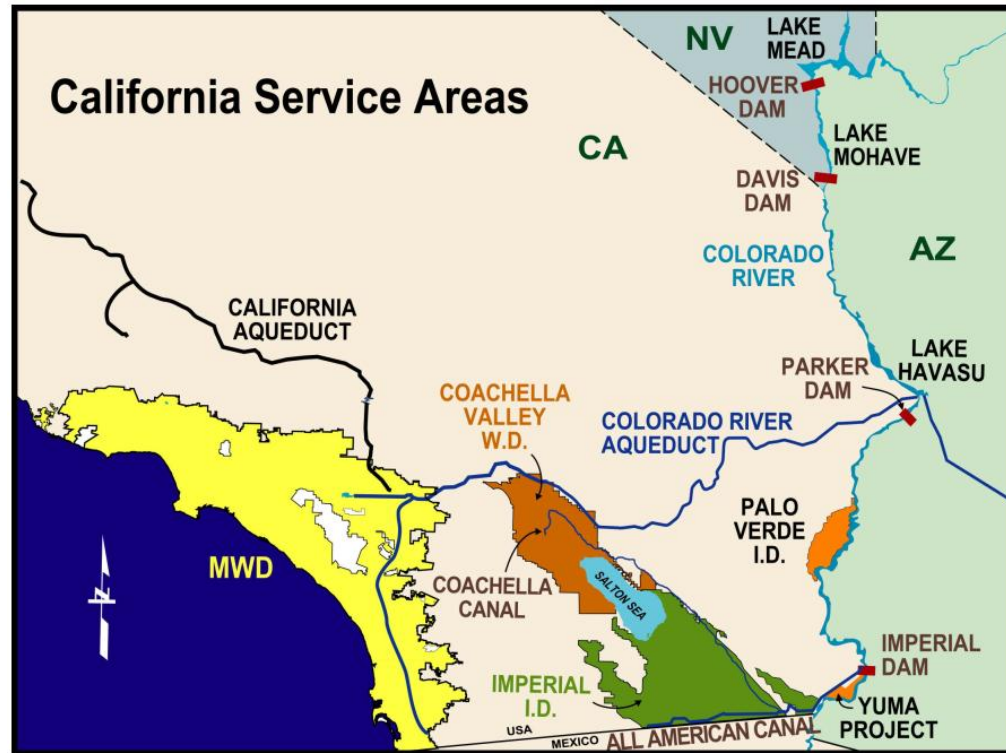 California Service Areas
NV
LAKE
MEAD
HOOVER
DAM
LAKE
MOHAVE
CA
DAVIS
DAM
COLORADO
RIVER
AZ
CALIFORNIA
AQUEDUCT
LAKE
HAVASU
PARKER
DAM
COACHELLA
VALLEY
W.D.
COLORADO RIVER
AQUEDUCT
PALO
VERDE
I.D.
MWD
COACHELLA
CANAL
SALTON SEA
IMPERIAL
DAM
IMPERIAL
I.D.
YUMA
PROJECT
USA
MEXICO
ALL AMERICAN CANAL